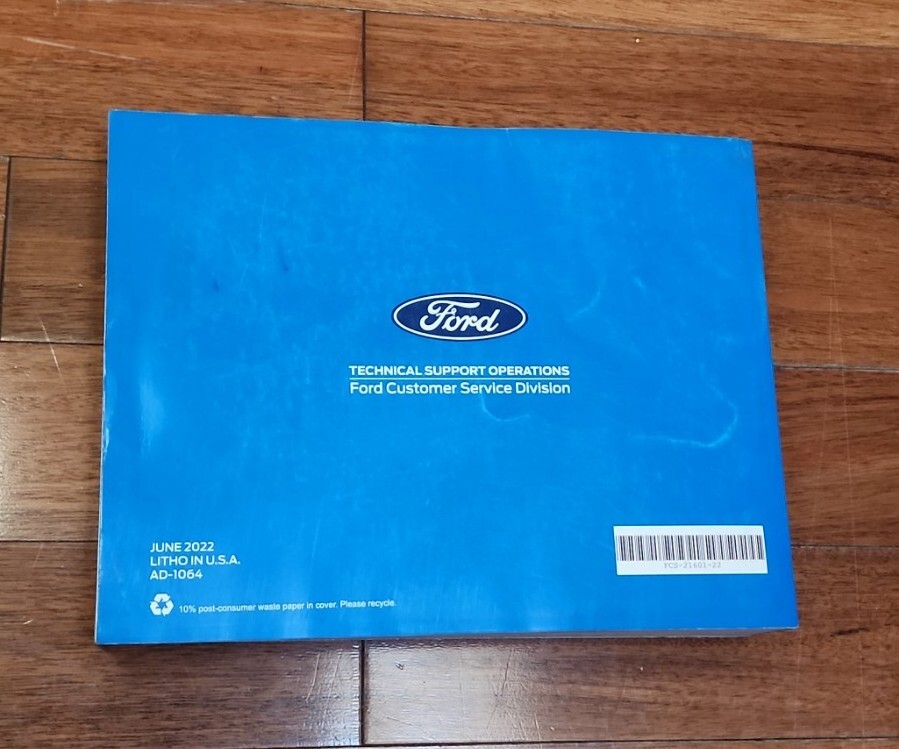 Ford
TECHNICAL SUPPORT OPERATIONS
Ford Customer Service Division
JUNE 2022
LITHO IN U.S.A.
AD-1064
10% post-consumer waste paper in cover. Please recycle.
FCS-21601-22